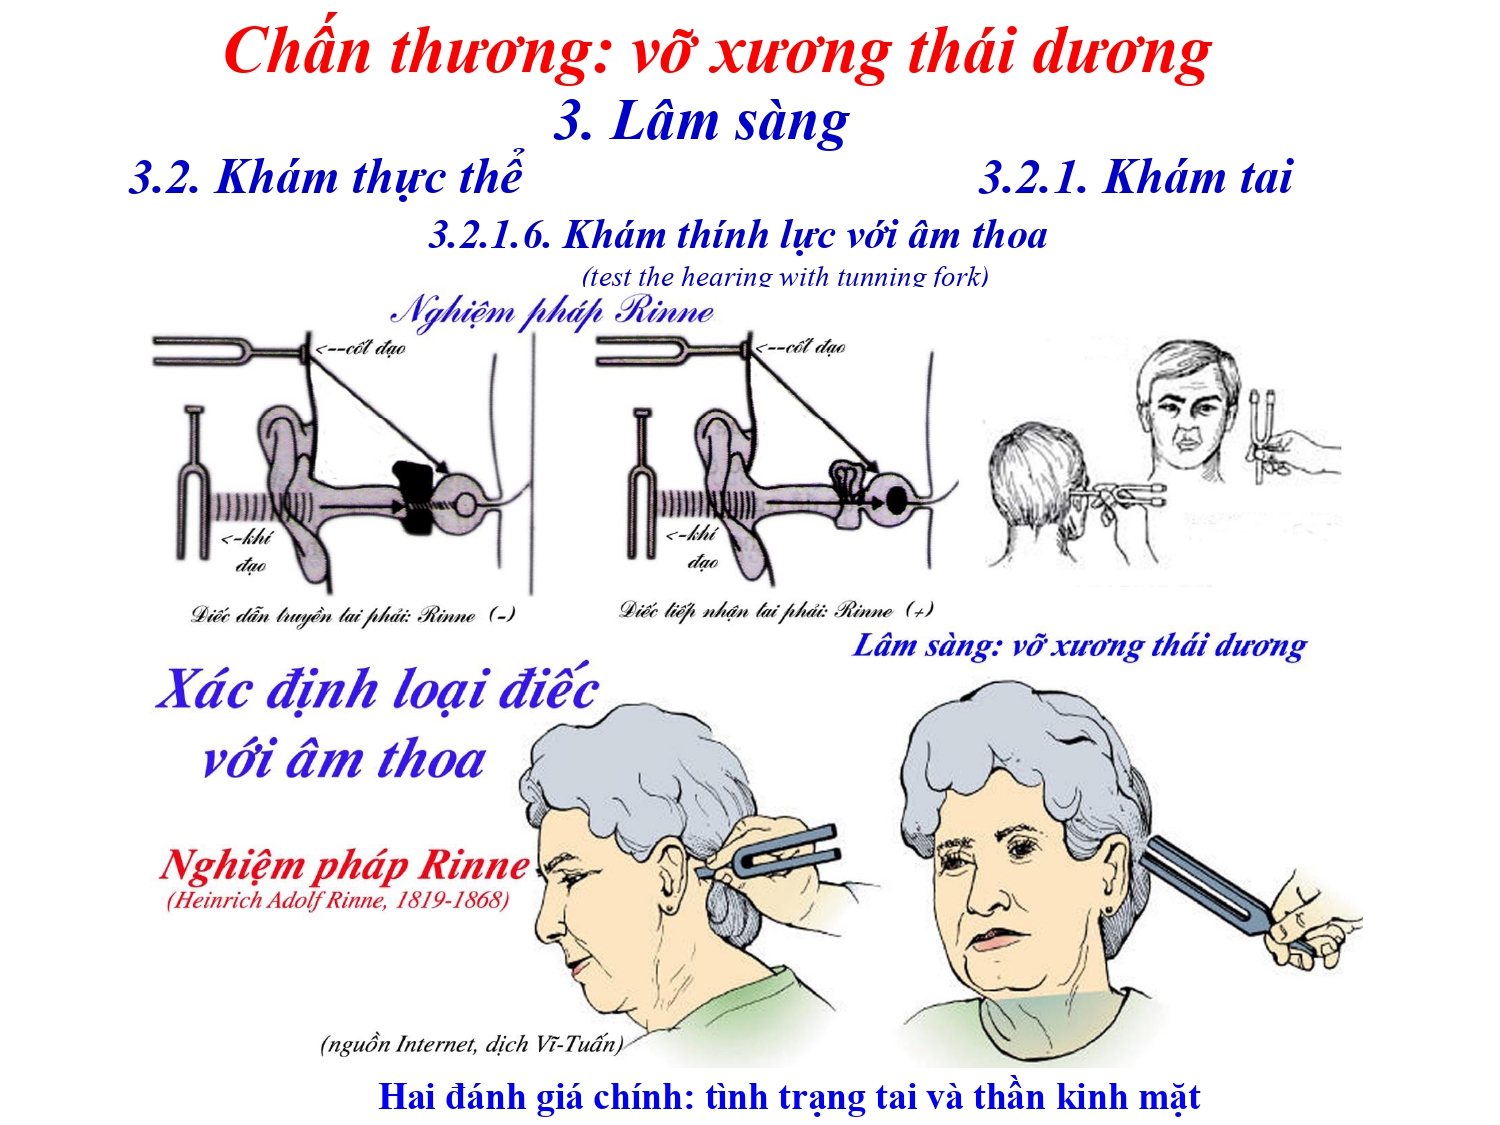 Chấn thương: vỡ xương thái dương
3. Lâm sàng
3.2. Khám thực thể 3.2.1. Khám tai
3.2.1.6. Khám thính lực với âm thoa
(test the hearing with tunning fork)
Nghiệm pháp Rinne
<--cốt đạo
<--cốt đạo
<-khí
đạo
<-khí
đạo
Điếc dẫn truyền tai phải: Rinne (-)
Điếc tiếp nhận tai phải: Rinne (+)
Lâm sàng: vỡ xương thái dương
Xác định loại điếc
với âm thoa
Nghiệm pháp Rinne
(Heinrich Adolf Rinne, 1819-1868)
(nguồn Internet, dịch Vĩ-Tuấn)
Hai đánh giá chính: tình trạng tai và thần kinh mặt